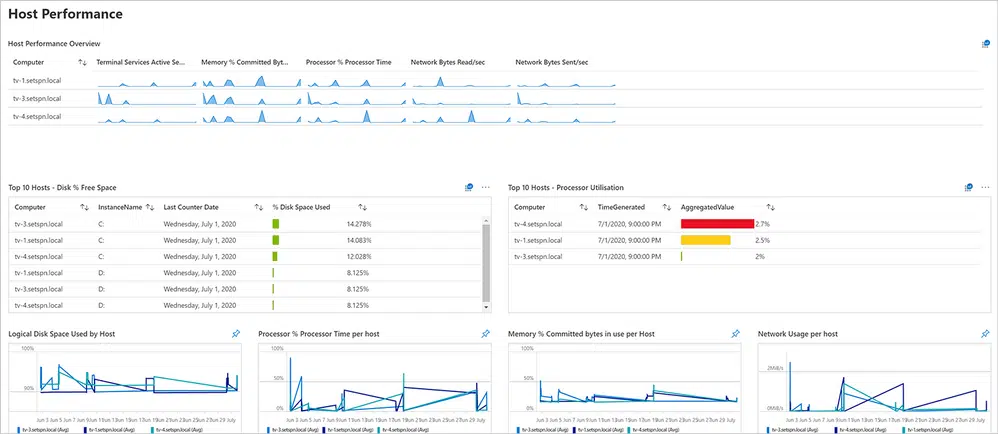 Host Performance
Host Performance Overview
Computer Terminal Services Active Se... Memory % Committed Byt... Processor % Processor Time Network Bytes Read/sec Network Bytes Sent/sec
tv-1.setspn.local
tv-3.setspn.local
tv-4.setspn.local
Top 10 Hosts - Disk % Free Space
Computer InstanceName Last Counter Date % Disk Space Used
tv-3.setspn.local C: Wednesday, July 1, 2020 14.278%
tv-1.setspn.local C: Wednesday, July 1, 2020 14.083%
tv-4.setspn.local C: Wednesday, July 1, 2020 12.028%
tv-1.setspn.local D: Wednesday, July 1, 2020 8.125%
tv-3.setspn.local D: Wednesday, July 1, 2020 8.125%
tv-4.setspn.local D: Wednesday, July 1, 2020 8.125%
Top 10 Hosts - Processor Utilisation
Computer TimeGenerated AggregatedValue
tv-4.setspn.local 7/1/2020, 9:00:00 PM 2.7%
tv-1.setspn.local 7/1/2020, 9:00:00 PM 2.5%
tv-3.setspn.local 7/1/2020, 9:00:00 PM 2%
Logical Disk Space Used by Host
100%
90%
Jun 3 Jun 5 Jun 7 Jun 9 Jun 11 Jun 13 Jun 15 Jun 17 Jun 19 Jun 21 Jun 23 Jun 25 Jun 27 Jun 29 July
tv-3.setspn.local (Avg) tv-1.setspn.local (Avg) tv-4.setspn.local (Avg)
Processor % Processor Time per host
100%
50%
0%
Jun 3 Jun 5 Jun 7 Jun 9 Jun 11 Jun 13 Jun 15 Jun 17 Jun 19 Jun 21 Jun 23 Jun 25 Jun 27 Jun 29 July
tv-3.setspn.local (Avg) tv-1.setspn.local (Avg) tv-4.setspn.local (Avg)
Memory % Committed bytes in use per Host
100%
50%
0%
Jun 3 Jun 5 Jun 7 Jun 9 Jun 11 Jun 13 Jun 15 Jun 17 Jun 19 Jun 21 Jun 23 Jun 25 Jun 27 Jun 29 July
tv-3.setspn.local (Avg) tv-1.setspn.local (Avg) tv-4.setspn.local (Avg)
Network Usage per host
2MB/s
0MB/s
Jun 3 Jun 5 Jun 7 Jun 9 Jun 11 Jun 13 Jun 15 Jun 17 Jun 19 Jun 21 Jun 23 Jun 25 Jun 27 Jun 29 July
tv-3.setspn.local (Avg) tv-4.setspn.local (Avg) tv-1.setspn.local (Avg)